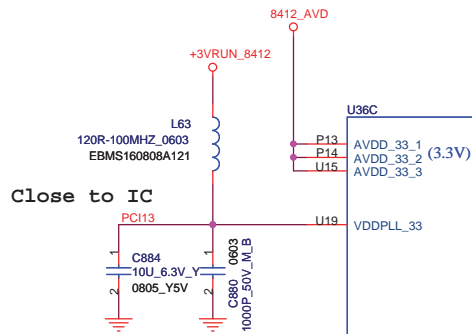 8412_AVD
+3VRUN_8412
U36C
L63
120R-100MHZ_0603
EBMS160808A121
P13
AVDD_33_1
P14
AVDD_33_2
(3.3V)
U15
AVDD_33_3
Close to IC
PCI13
U19
VDDPLL_33
1
C884
10U_6.3V_Y
2
0805_Y5V
1
0603
2
C880
1000P_50V_M_B